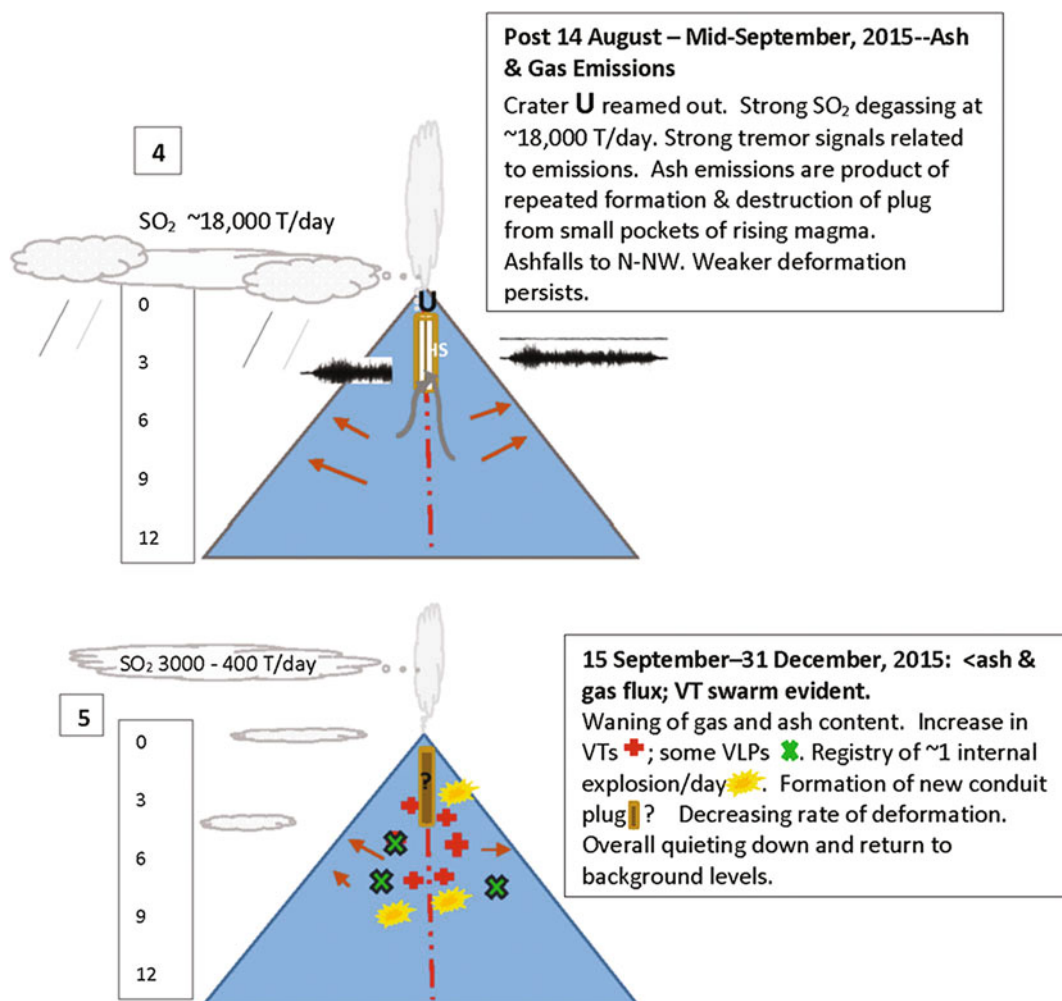 Post 14 August – Mid-September, 2015--Ash
& Gas Emissions
Crater U reamed out. Strong SO₂ degassing at
~18,000 T/day. Strong tremor signals related
to emissions. Ash emissions are product of
repeated formation & destruction of plug
from small pockets of rising magma.
Ashfalls to N-NW. Weaker deformation
persists.
4
SO₂ ~18,000 T/day
0
U
3
HS
6
9
12
SO₂ 3000 - 400 T/day
5
15 September–31 December, 2015: <ash &
gas flux; VT swarm evident.
Waning of gas and ash content. Increase in
VTs ; some VLPs . Registry of ~1 internal
explosion/day . Formation of new conduit
plug ? Decreasing rate of deformation.
Overall quieting down and return to
background levels.
0
?
3
6
9
12